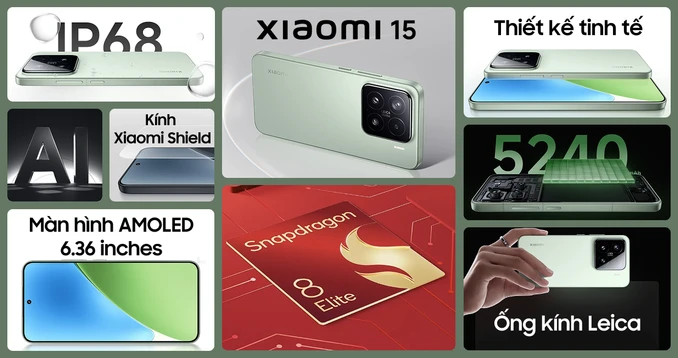 IP68
XIAOMI 15
Thiết kế tinh tế
AI
Kính
Xiaomi Shield
5240
mAh
Màn hình AMOLED
6.36 inches
Snapdragon
8
Elite
Ống kính Leica